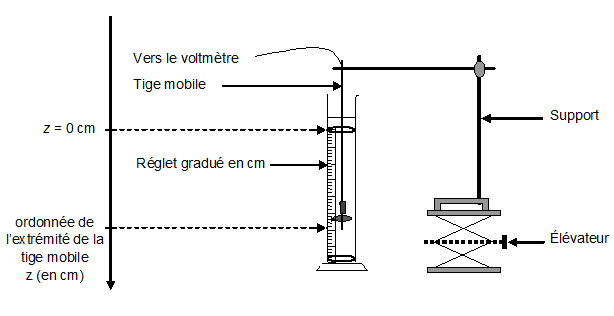 Vers le voltmètre
Tige mobile
z = 0 cm
Support
Réglet gradué en cm
ordonnée de
l'extrémité de la
tige mobile
z (en cm)
Élévateur